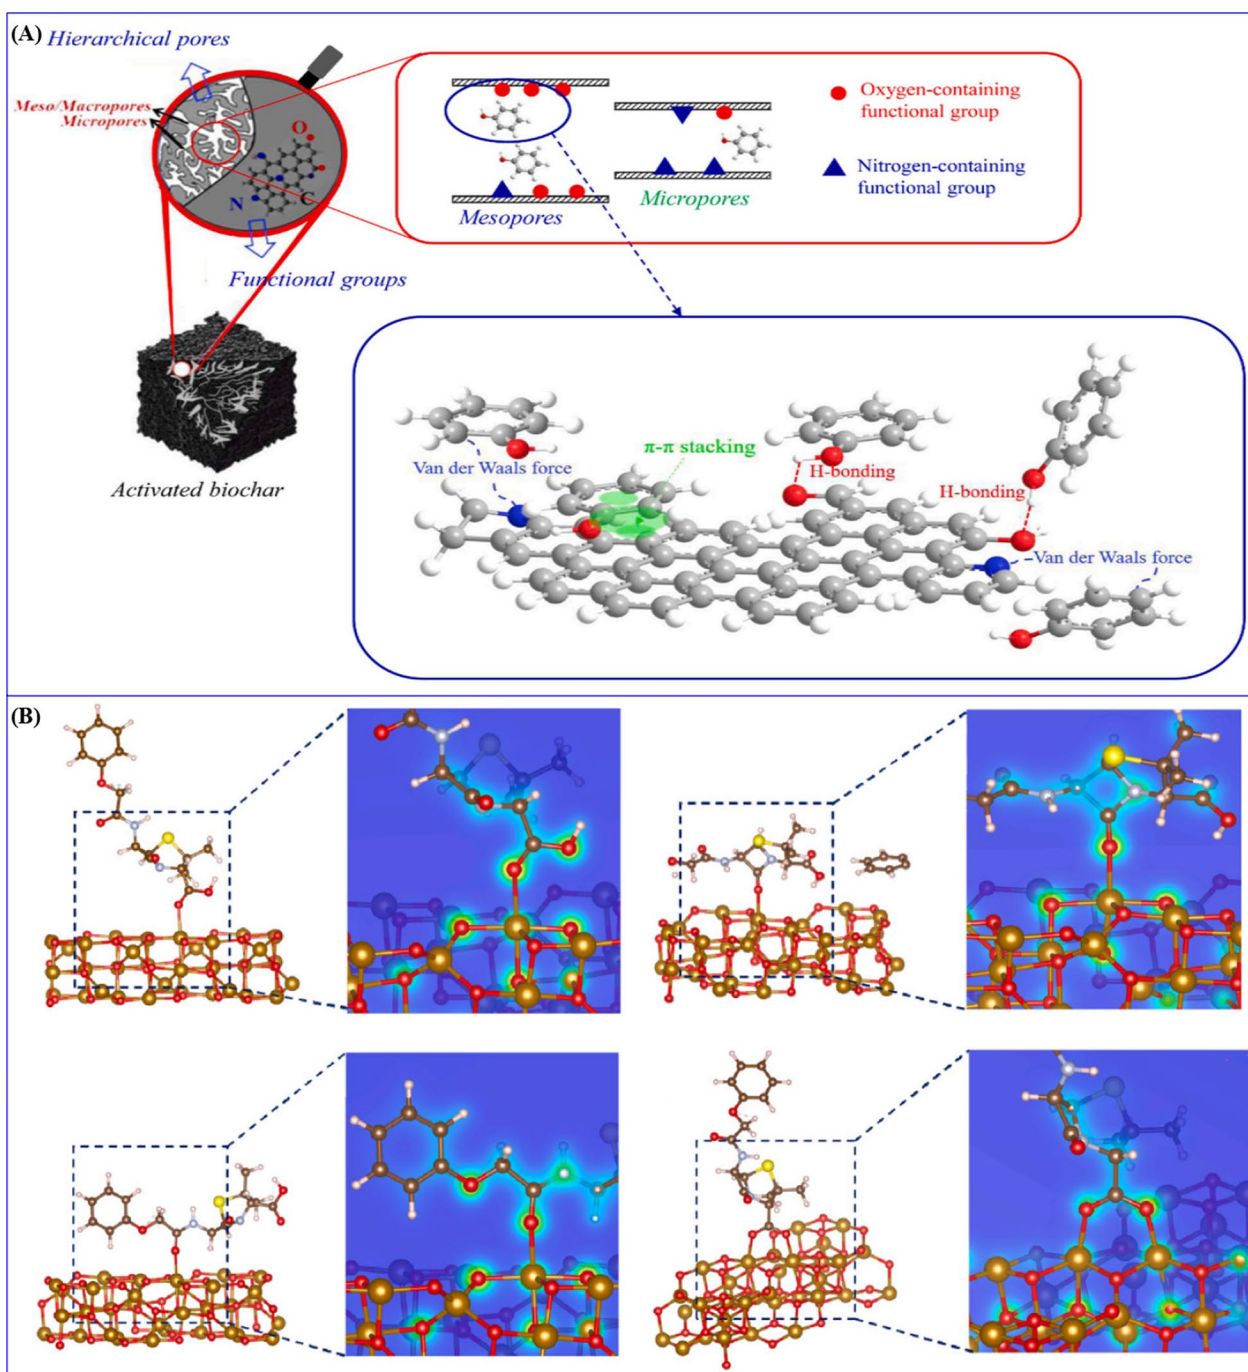 (A)
Hierarchical pores
Meso/Macropores
Micropores
O
N
C
Functional groups
Activated biochar
Mesopores
Micropores
Oxygen-containing
functional group
Nitrogen-containing
functional group
Van der Waals force
π-π stacking
H-bonding
H-bonding
Van der Waals force
(B)